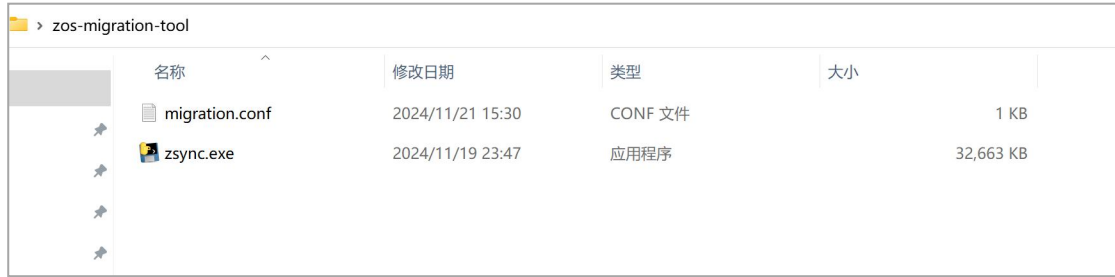 zos-migration-tool
名称 修改日期 类型 大小
migration.conf 2024/11/21 15:30 CONF 文件 1 KB
zsync.exe 2024/11/19 23:47 应用程序 32,663 KB